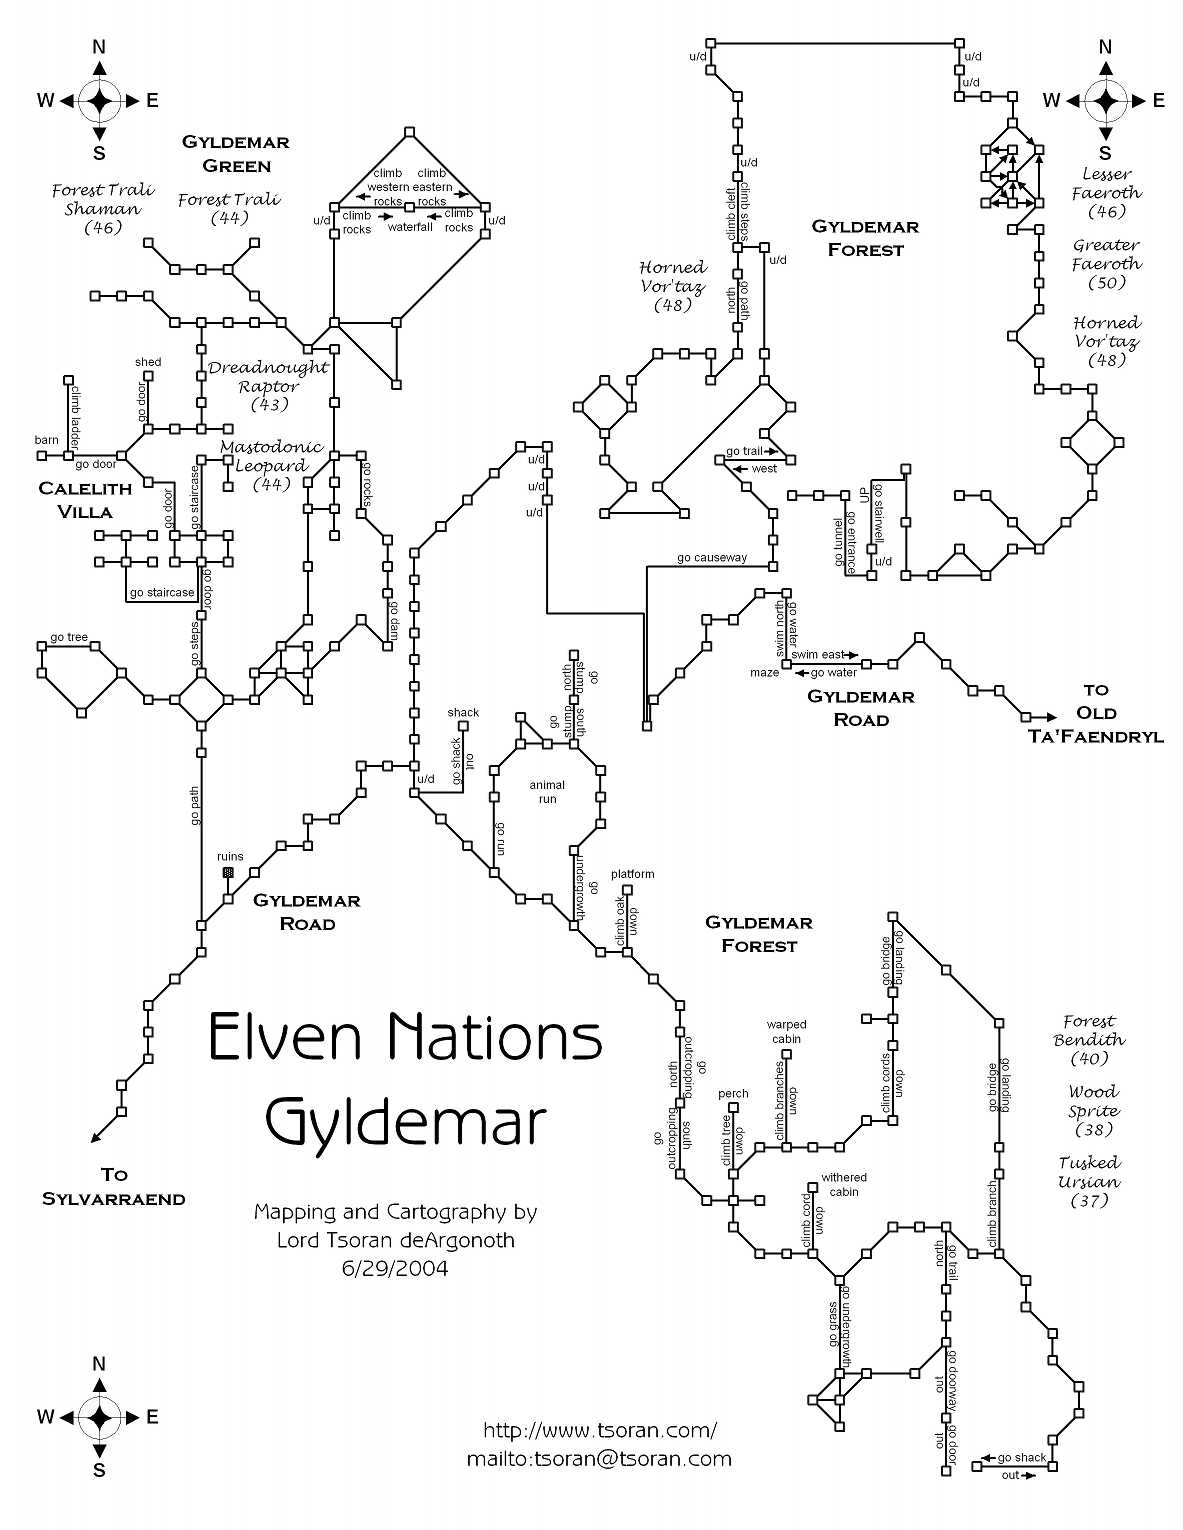 N
W
E
S
N
W
E
S
Gyldemar
Green
Forest Trali
Shaman
(46)
Forest Trali
(44)
climb
western
rocks
climb
eastern
rocks
u/d
climb
rocks
waterfall
climb
rocks
u/d
u/d
u/d
u/d
u/d
climb cleft
climb steps
u/d
north
go path
Gyldemar
Forest
Horned
Vor'taz
(48)
Lesser
Faeroth
(46)
Greater
Faeroth
(50)
Horned
Vor'taz
(48)
shed
go door
Dreadnought
Raptor
(43)
barn
climb ladder
go door
Calelith
Villa
Mastodonic
Leopard
(44)
go door
go staircase
go rocks
go staircase
go door
go steps
go tree
go dam
go path
u/d
u/d
u/d
go trail
west
go causeway
go tunnel
go entrance
UP
go stairwell
u/d
swim north
go water
swim east
maze
go water
Gyldemar
Road
to
Old
Ta'Faendryl
shack
go shack
out
u/d
north
go
stump
go
stump
south
animal
run
go run
go
undergrowth
platform
climb oak
down
ruins
Gyldemar
Road
Gyldemar
Forest
go bridge
go landing
go bridge
go landing
Elven Nations
Gyldemar
To
Sylvarraend
Mapping and Cartography by
Lord Tsoran deArgonoth
6/29/2004
north
go
outcropping
go
outcropping
south
perch
climb tree
down
warped
cabin
climb branches
down
climb cords
down
withered
cabin
climb cord
down
climb branch
Forest
Bendith
(40)
Wood
Sprite
(38)
Tusked
Ursian
(37)
north
go trail
go grass
go undergrowth
out
go doorway
out
go door
go shack
out
N
W
E
S
http://www.tsoran.com/
mailto:tsoran@tsoran.com